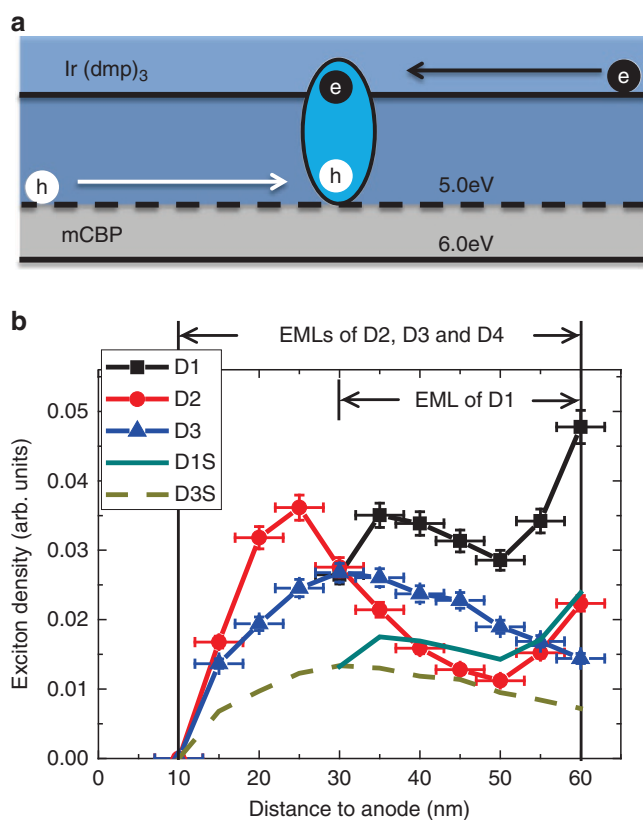 a
Ir (dmp)3
e
e
h
h
5.0eV
mCBP
6.0eV
b
EMLs of D2, D3 and D4
EML of D1
D1
D2
D3
D1S
D3S
0.05
0.04
0.03
0.02
0.01
0.00
Exciton density (arb. units)
0 10 20 30 40 50 60
Distance to anode (nm)